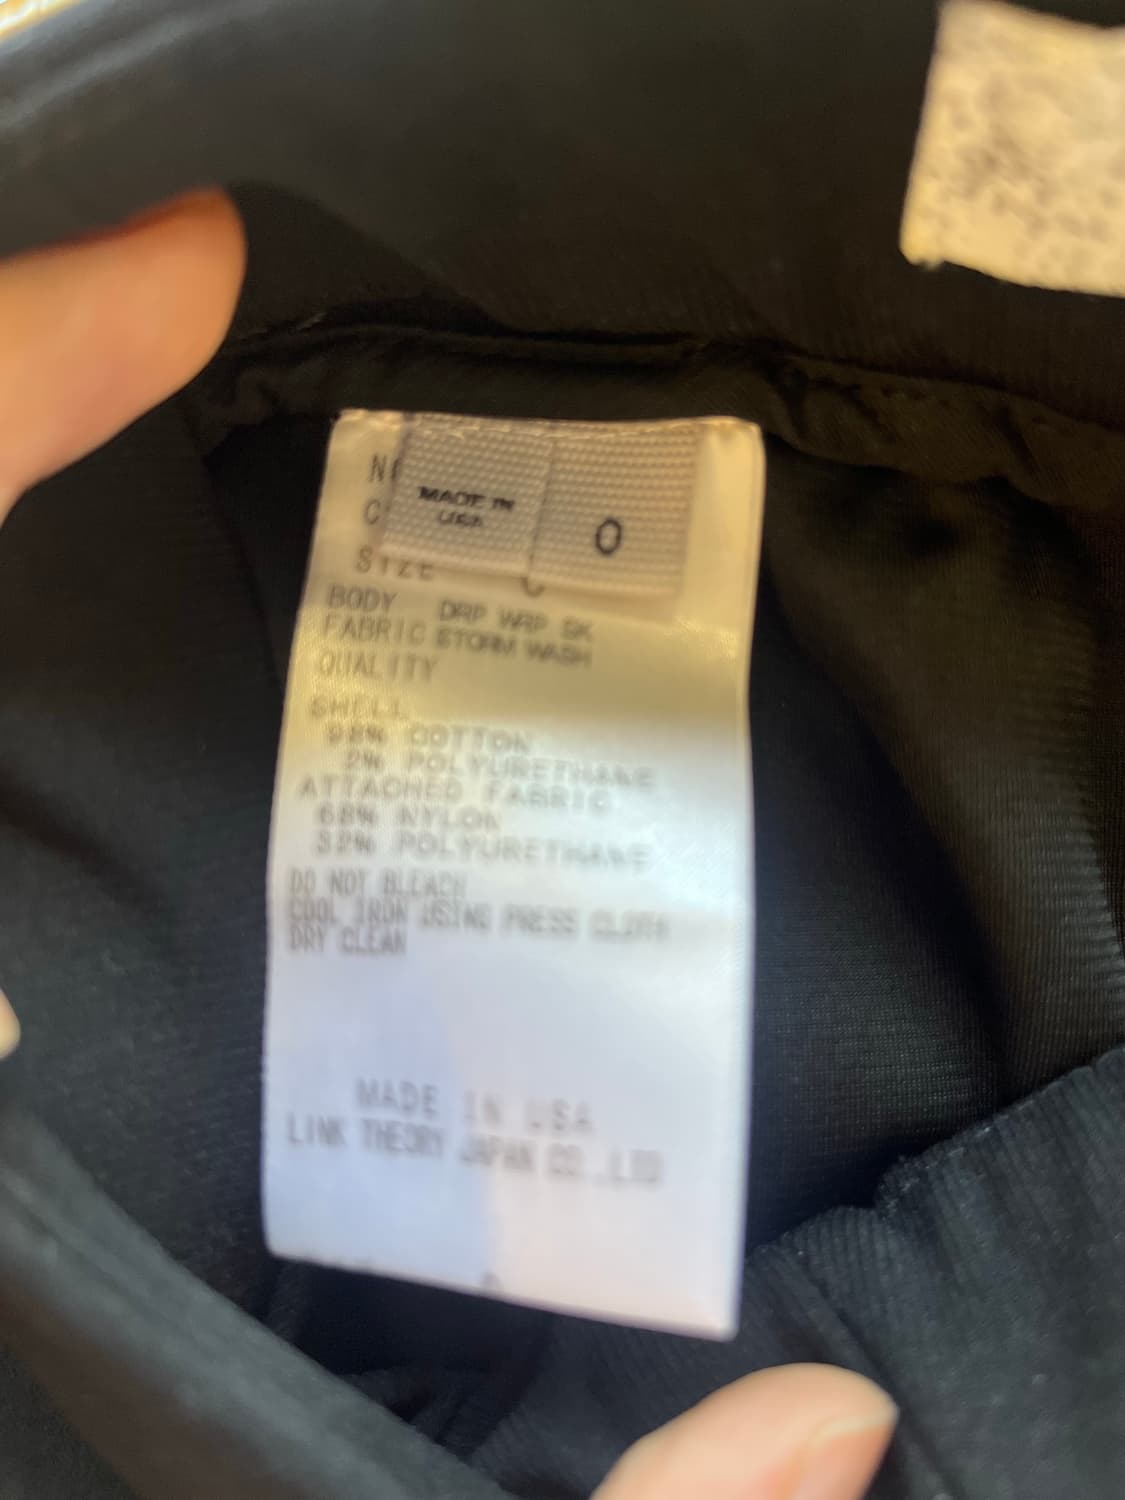 MADE IN
USA
0
SIZE
BODY DRP WRP SK
FABRIC STORM WASH
QUALITY
SHELL
98% COTTON
2% POLYURETHANE
ATTACHED FABRIC
68% NYLON
32% POLYURETHANE
DO NOT BLEACH
COOL IRON USING PRESS CLOTH
DRY CLEAN
MADE IN USA
LINK THEORY JAPAN CO.,LTD